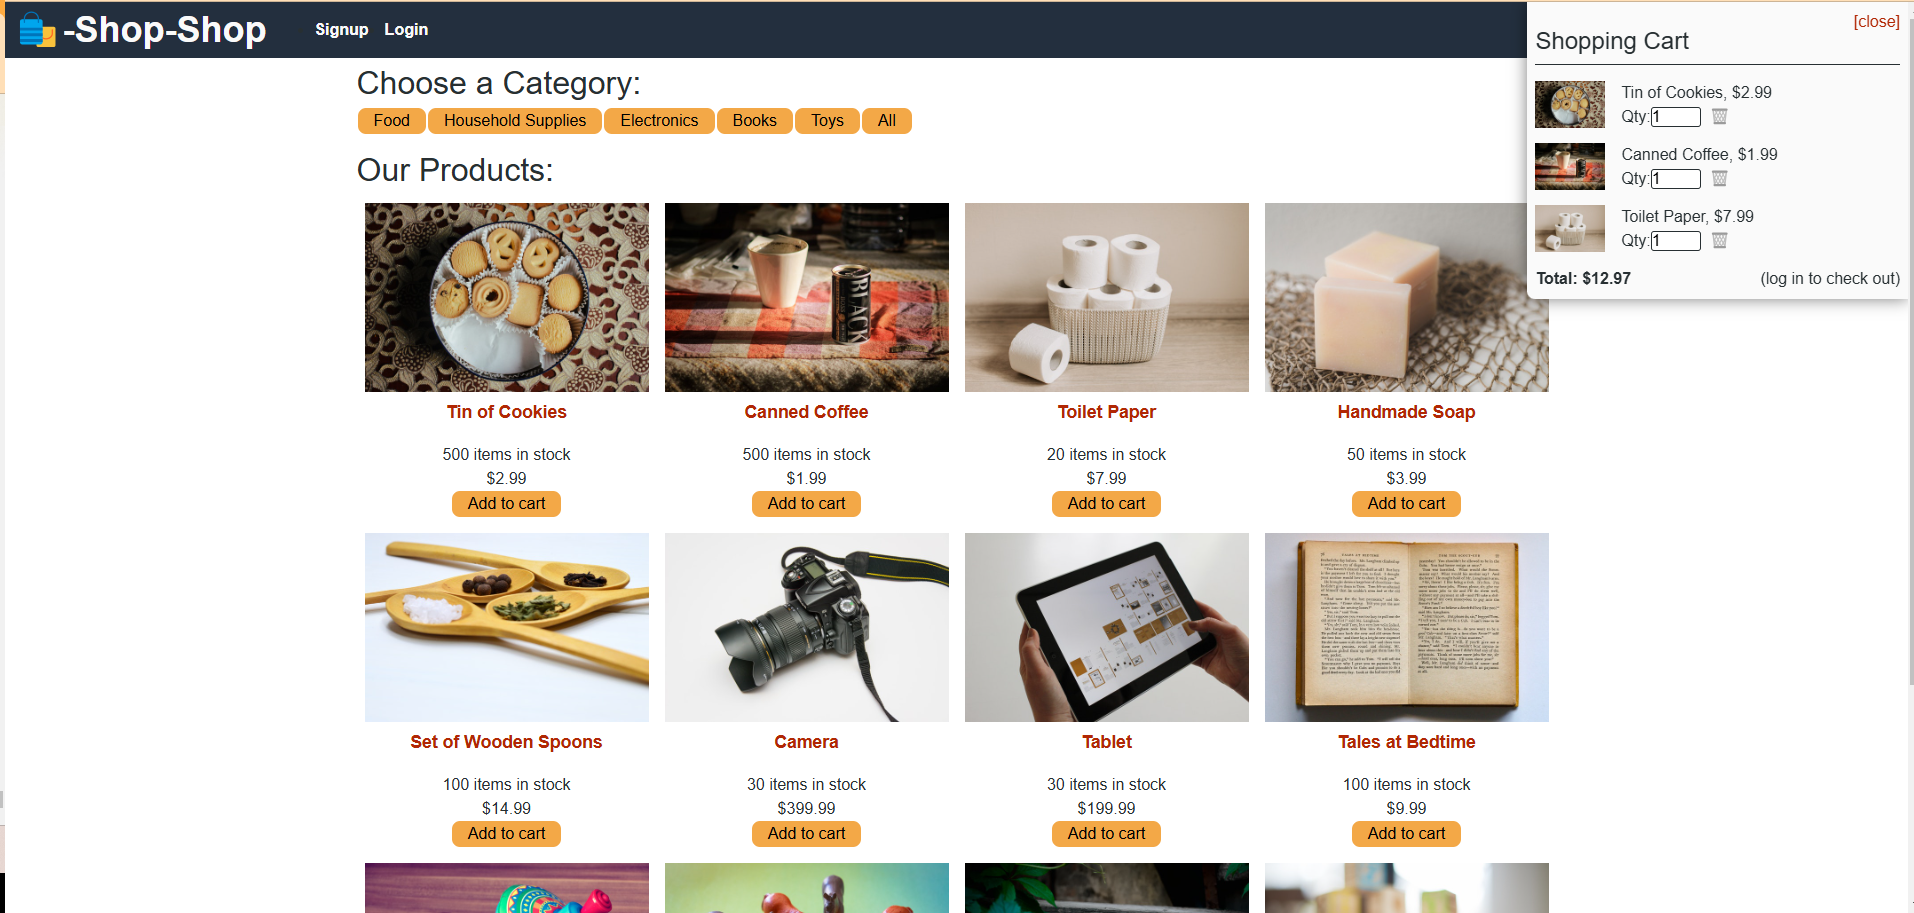 -Shop-Shop
Signup Login
Choose a Category:
Food Household Supplies Electronics Books Toys All
Our Products:
BLACK
Tin of Cookies
500 items in stock
$2.99
Add to cart
Canned Coffee
500 items in stock
$1.99
Add to cart
Toilet Paper
20 items in stock
$7.99
Add to cart
Handmade Soap
50 items in stock
$3.99
Add to cart
Set of Wooden Spoons
100 items in stock
$14.99
Add to cart
Camera
30 items in stock
$399.99
Add to cart
Tablet
30 items in stock
$199.99
Add to cart
Tales at Bedtime
100 items in stock
$9.99
Add to cart
[close]
Shopping Cart
Tin of Cookies, $2.99
Qty: 1
Canned Coffee, $1.99
Qty: 1
Toilet Paper, $7.99
Qty: 1
Total: $12.97 (log in to check out)